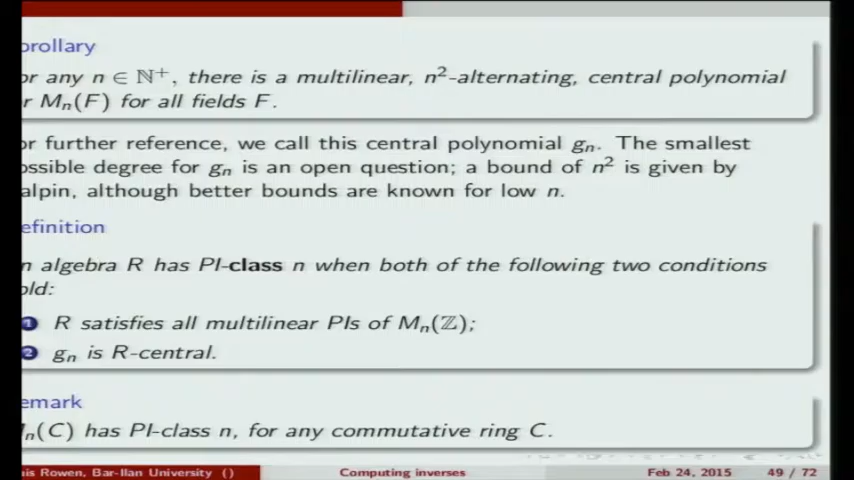 orollary
or any n ∈ ℕ⁺, there is a multilinear, n²-alternating, central polynomial
r Mₙ(F) for all fields F.
or further reference, we call this central polynomial gₙ. The smallest
ossible degree for gₙ is an open question; a bound of n² is given by
alpin, although better bounds are known for low n.
efinition
n algebra R has PI-class n when both of the following two conditions
old:
1 R satisfies all multilinear PIs of Mₙ(ℤ);
2 gₙ is R-central.
emark
ₙ(C) has PI-class n, for any commutative ring C.
is Rowen, Bar-Ilan University () Computing inverses Feb 24, 2015 49 / 72